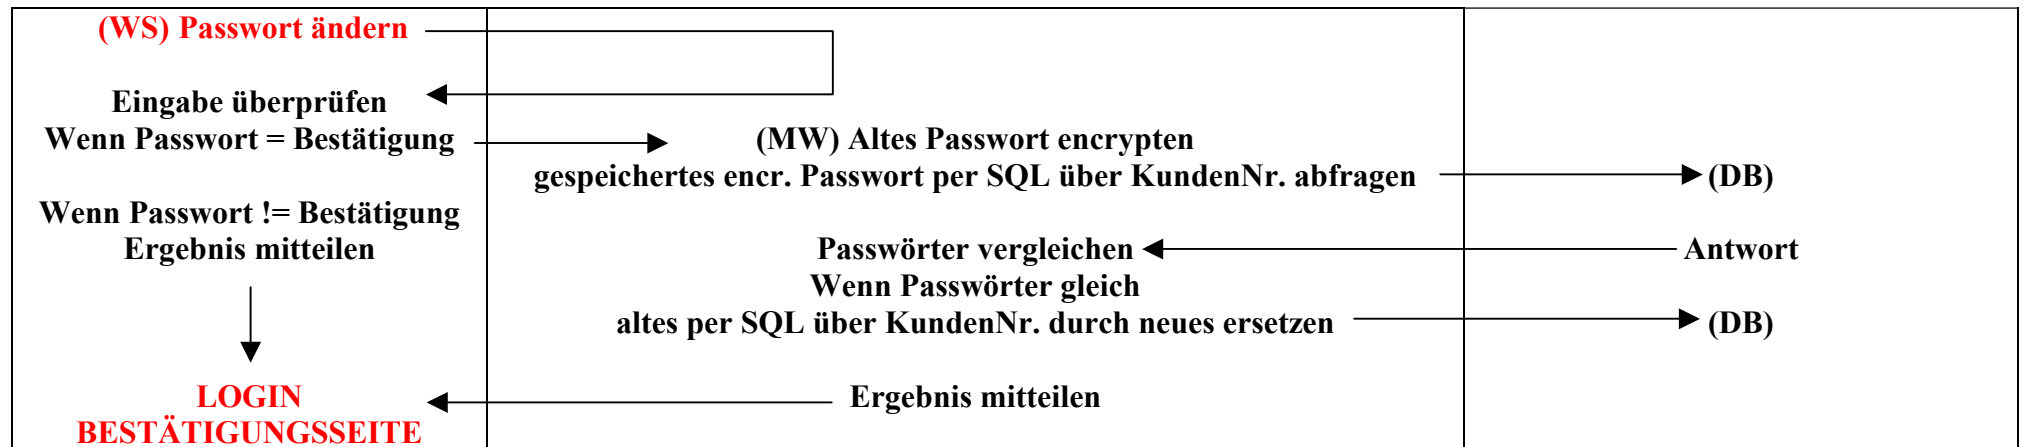 (WS) Passwort ändern
Eingabe überprüfen
Wenn Passwort = Bestätigung
(MW) Altes Passwort encrypten
gespeichertes encr. Passwort per SQL über KundenNr. abfragen
(DB)
Wenn Passwort != Bestätigung
Ergebnis mitteilen
Passwörter vergleichen
Antwort
Wenn Passwörter gleich
altes per SQL über KundenNr. durch neues ersetzen
(DB)
Ergebnis mitteilen
LOGIN
BESTÄTIGUNGSSEITE